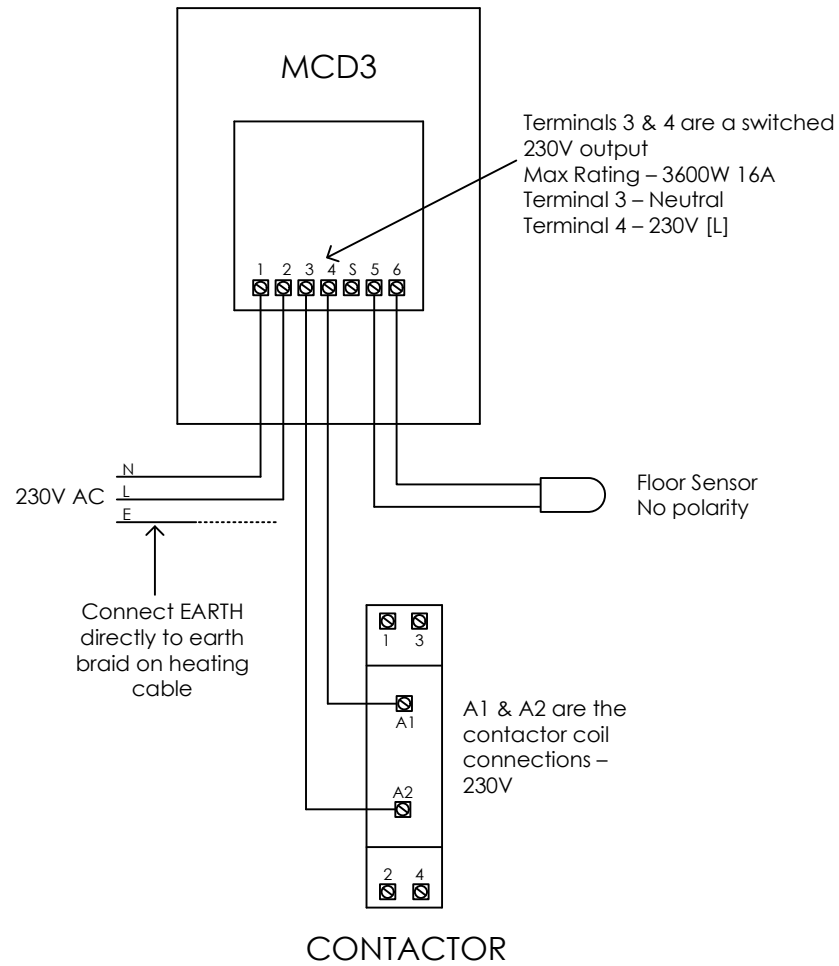 MCD3
Terminals 3 & 4 are a switched
230V output
Max Rating – 3600W 16A
Terminal 3 – Neutral
Terminal 4 – 230V [L]
1 2 3 4 S 5 6
N
230V AC L
E
Floor Sensor
No polarity
Connect EARTH
directly to earth
braid on heating
cable
1 3
A1
A1 & A2 are the
contactor coil
connections –
230V
A2
2 4
CONTACTOR